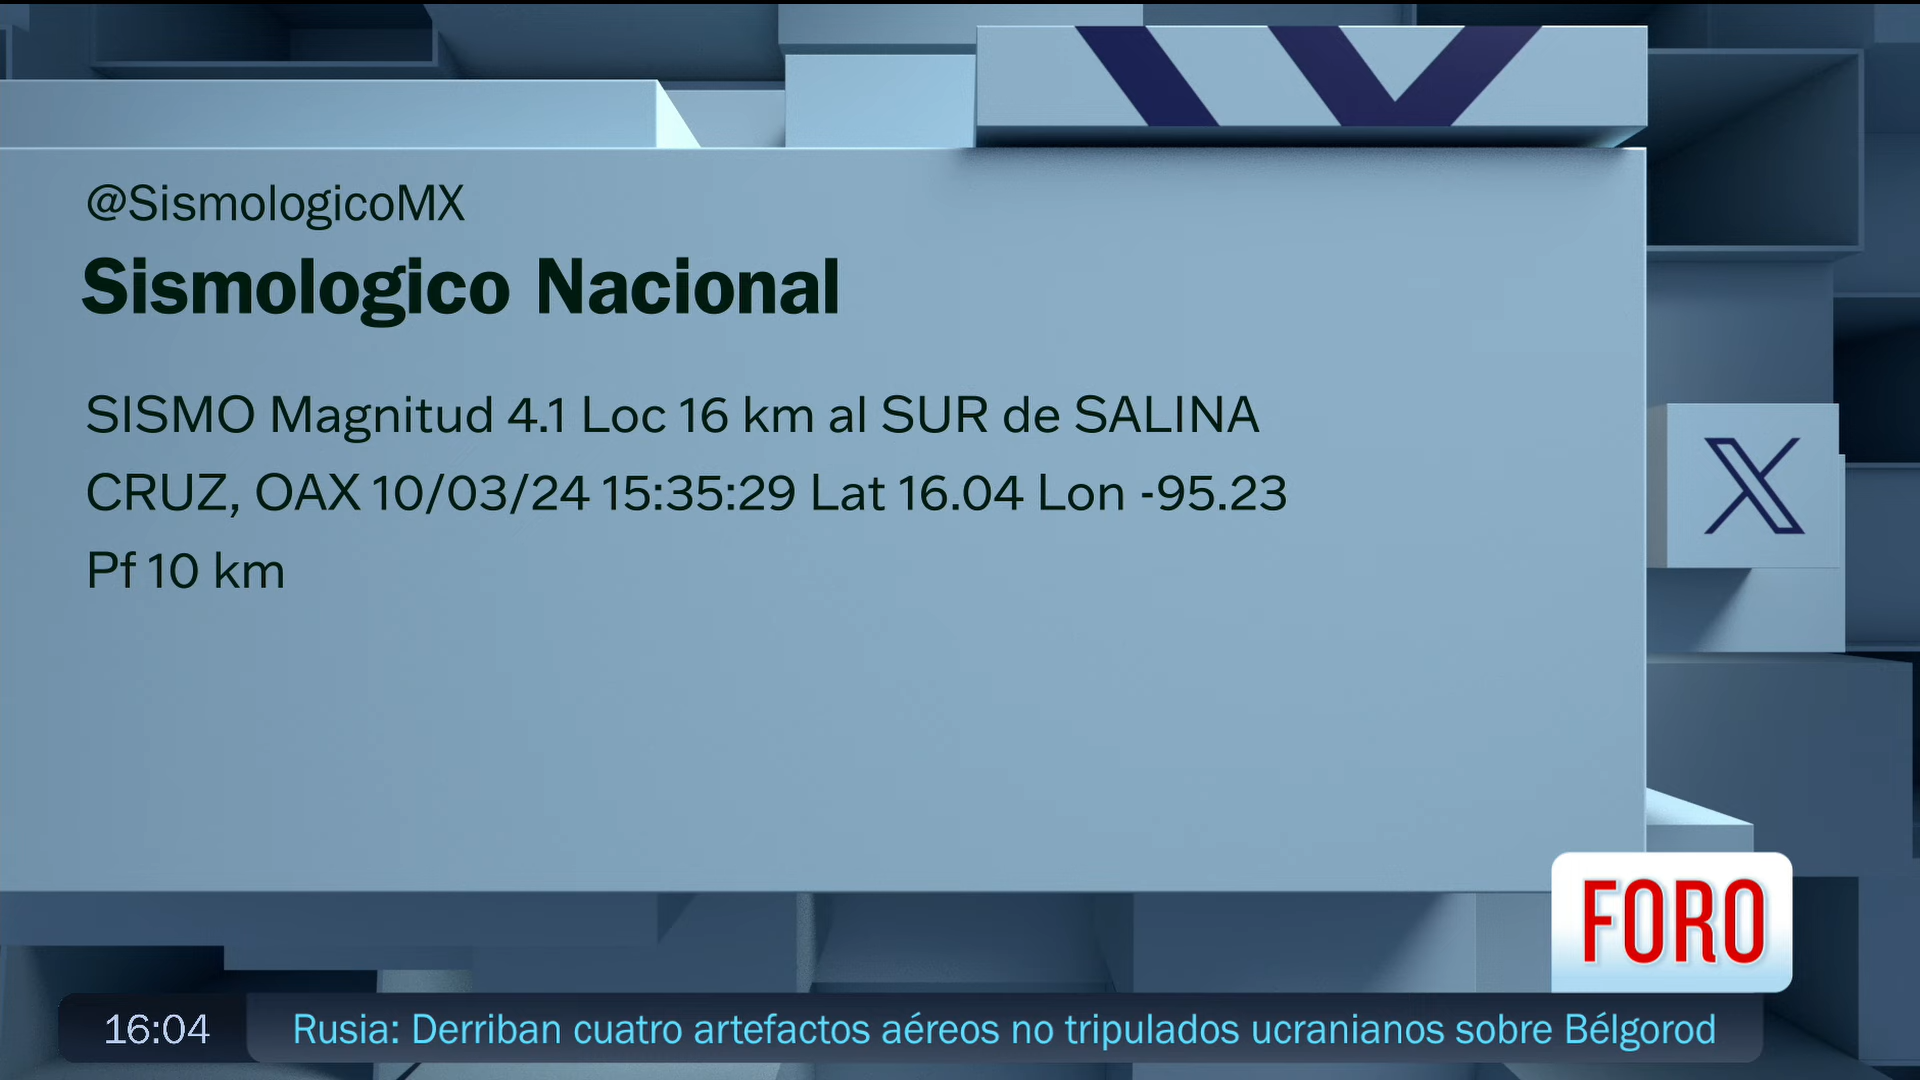 @SismologicoMX
Sismologico Nacional
SISMO Magnitud 4.1 Loc 16 km al SUR de SALINA
CRUZ, OAX 10/03/24 15:35:29 Lat 16.04 Lon -95.23
Pf 10 km
FORO
16:04 Rusia: Derriban cuatro artefactos aéreos no tripulados ucranianos sobre Bélgorod